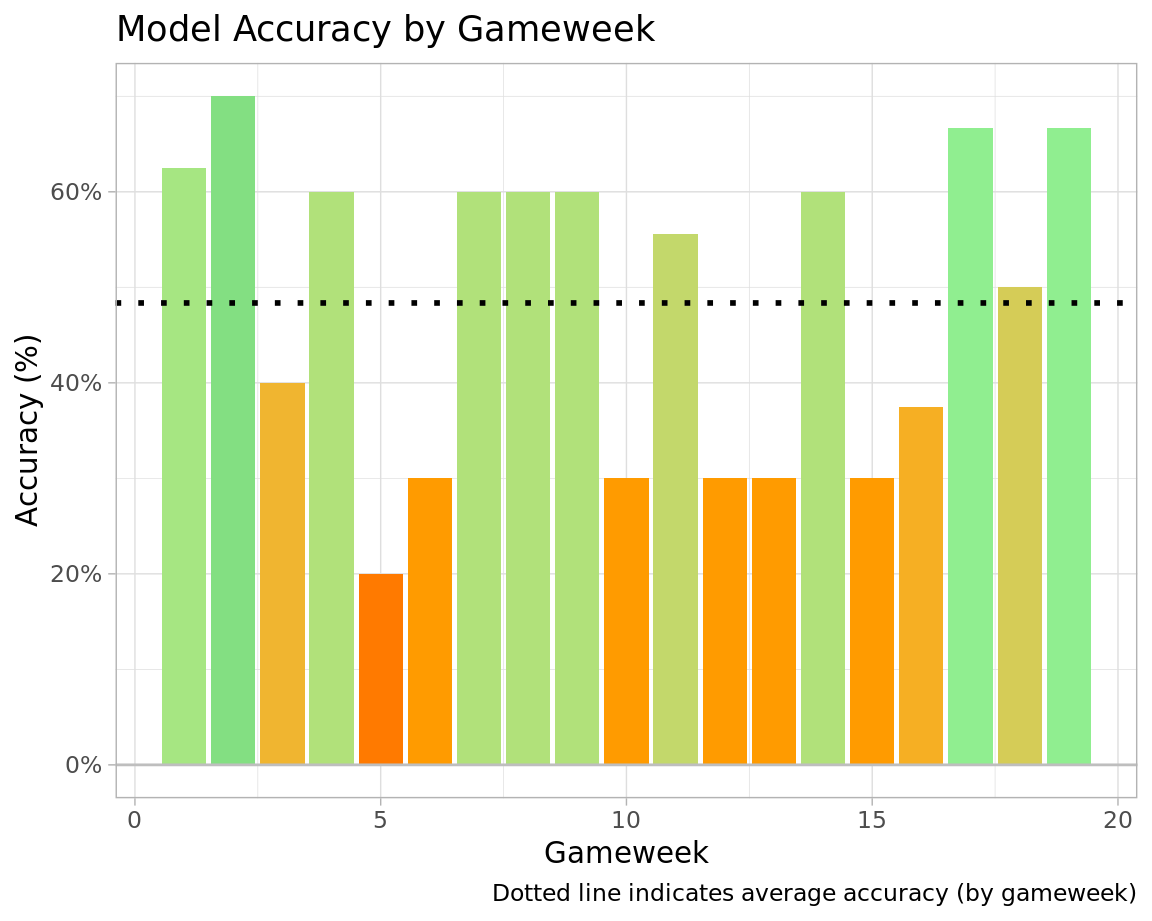 Model Accuracy by Gameweek
Accuracy (%)
60%
40%
20%
0%
0 5 10 15 20
Gameweek
Dotted line indicates average accuracy (by gameweek)